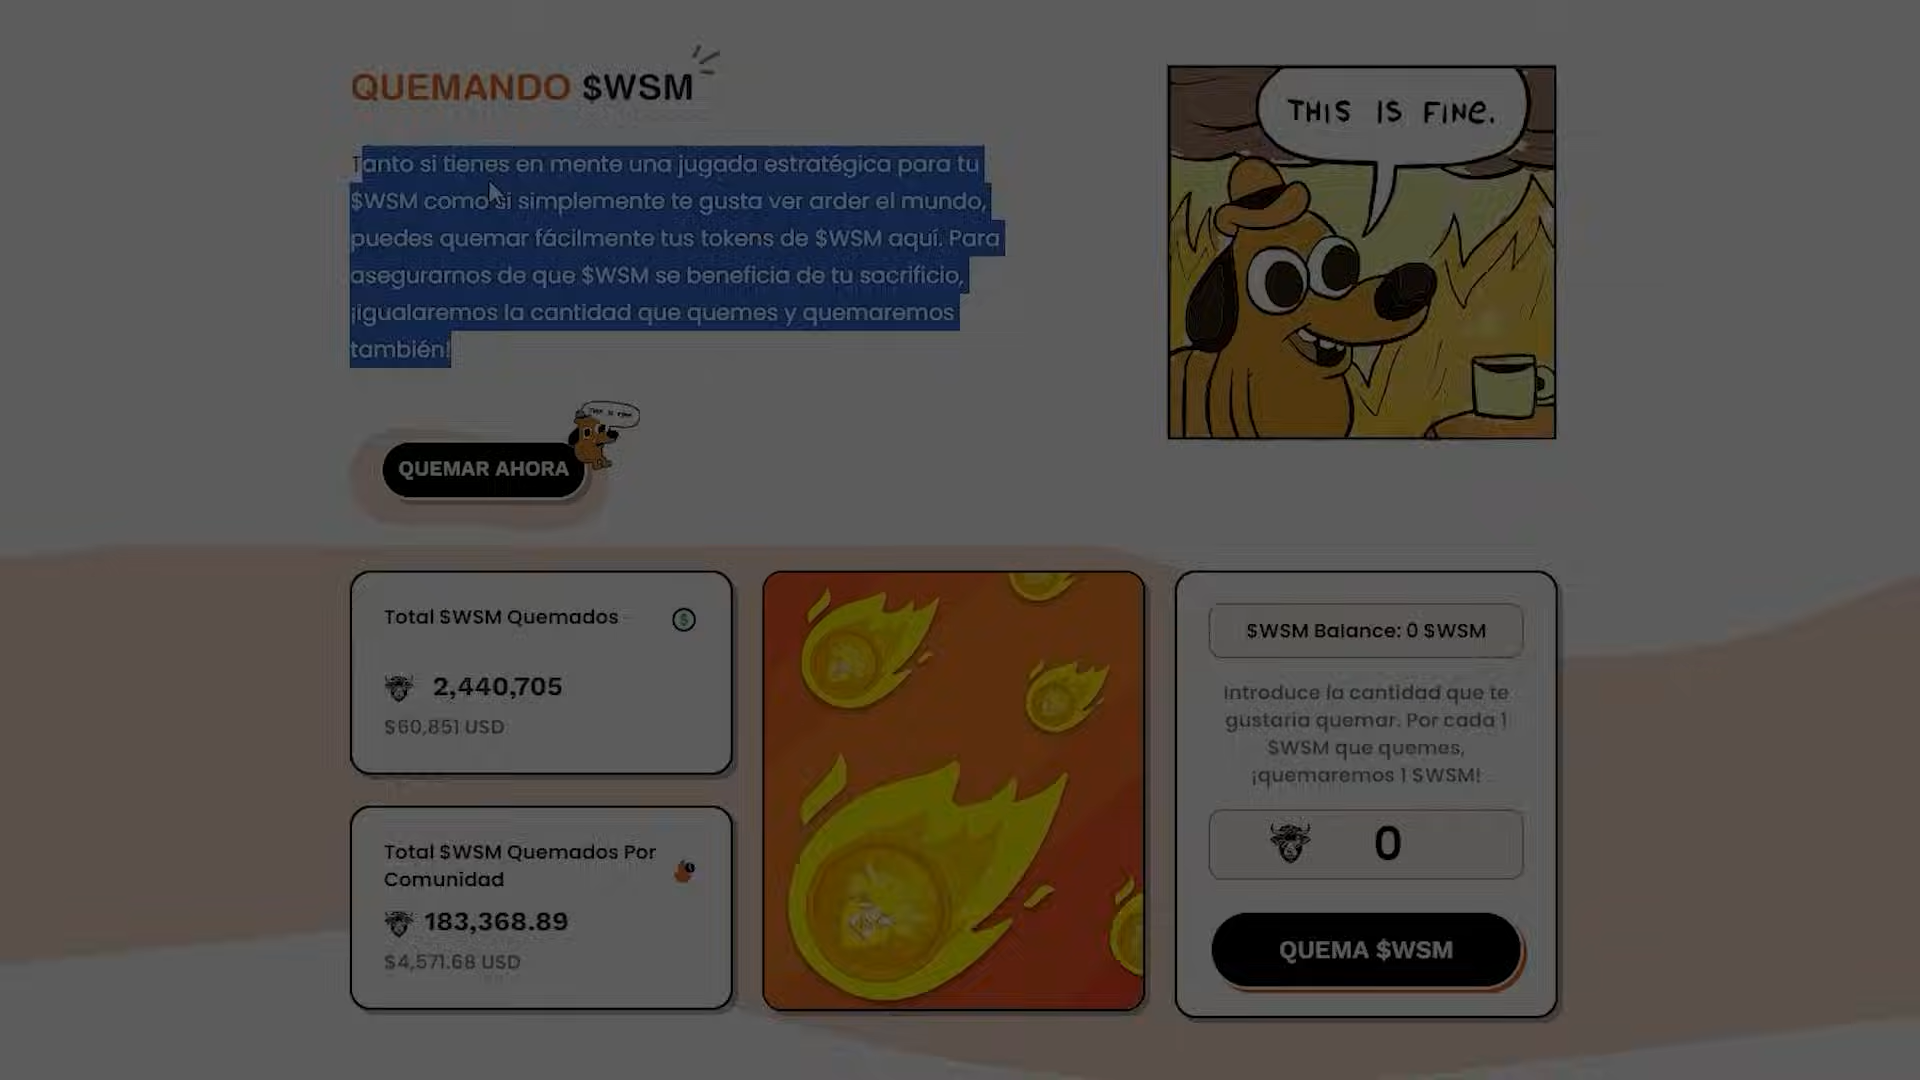 QUEMANDO $WSM
Tanto si tienes en mente una jugada estratégica para tu
$WSM como si simplemente te gusta ver arder el mundo,
puedes quemar fácilmente tus tokens de $WSM aquí. Para
asegurarnos de que $WSM se beneficia de tu sacrificio,
¡igualaremos la cantidad que quemes y quemaremos
también!
THIS IS FINE.
THIS IS FINE.
QUEMAR AHORA
Total $WSM Quemados
$
2,440,705
$60,851 USD
Total $WSM Quemados Por
Comunidad
183,368.89
$4,571.68 USD
$WSM Balance: 0 $WSM
Introduce la cantidad que te
gustaria quemar. Por cada 1
$WSM que quemes,
¡quemaremos 1 $WSM!
0
QUEMA $WSM